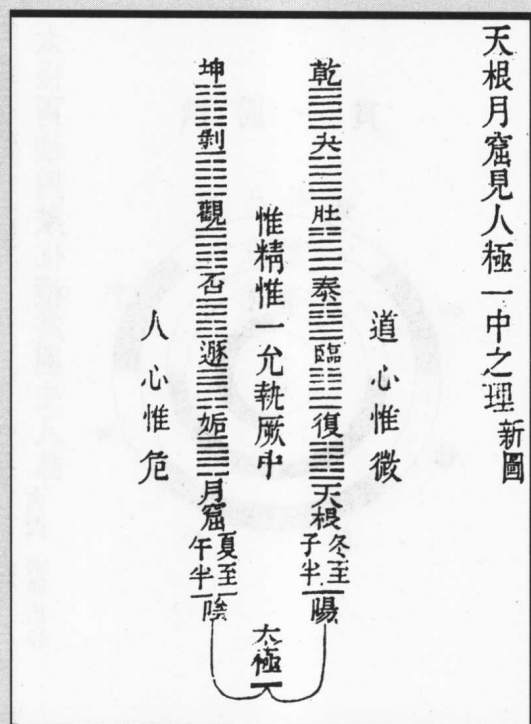 天根月窟見人極一中之理 新圖
道心惟微
乾
夬
壯
泰
臨
復
天根
冬至
子半
陽
惟精惟一允執厥中
太極
坤
剝
觀
否
遯
姤
月窟
夏至
午半
陰
人心惟危